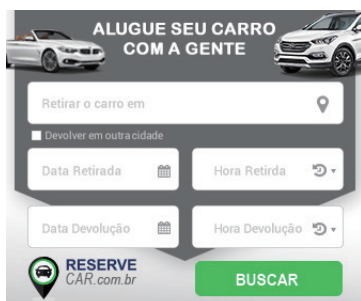 ALUGUE SEU CARRO
COM A GENTE
Retirar o carro em
Devolver em outra cidade
Data Retirada
Hora Retirda
Data Devolução
Hora Devolução
RESERVE
CAR.com.br
BUSCAR